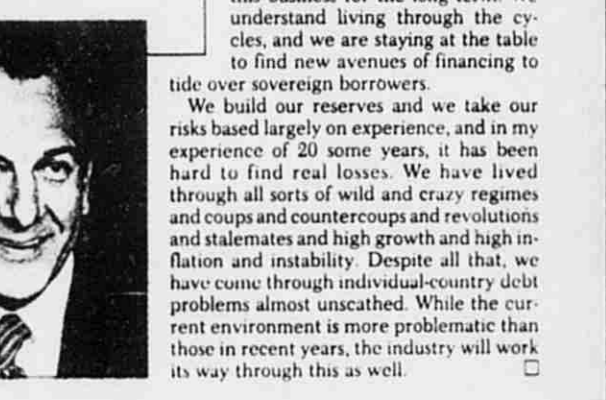 understand living through the cy-
cles, and we are staying at the table
to find new avenues of financing to
tide over sovereign borrowers.
We build our reserves and we take our
risks based largely on experience, and in my
experience of 20 some years, it has been
hard to find real losses. We have lived
through all sorts of wild and crazy regimes
and coups and countercoups and revolutions
and stalemates and high growth and high in-
flation and instability. Despite all that, we
have come through individual-country debt
problems almost unscathed. While the cur-
rent environment is more problematic than
those in recent years, the industry will work
its way through this as well.